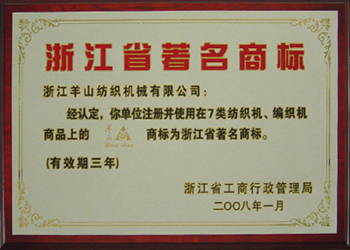 浙江省著名商标
浙江羊山纺织机械有限公司：
经认定，你单位注册并使用在7类纺织机、编织机
商品上的 商标为浙江省著名商标。
(有效期三年)
浙江省工商行政管理局
二〇〇八年一月